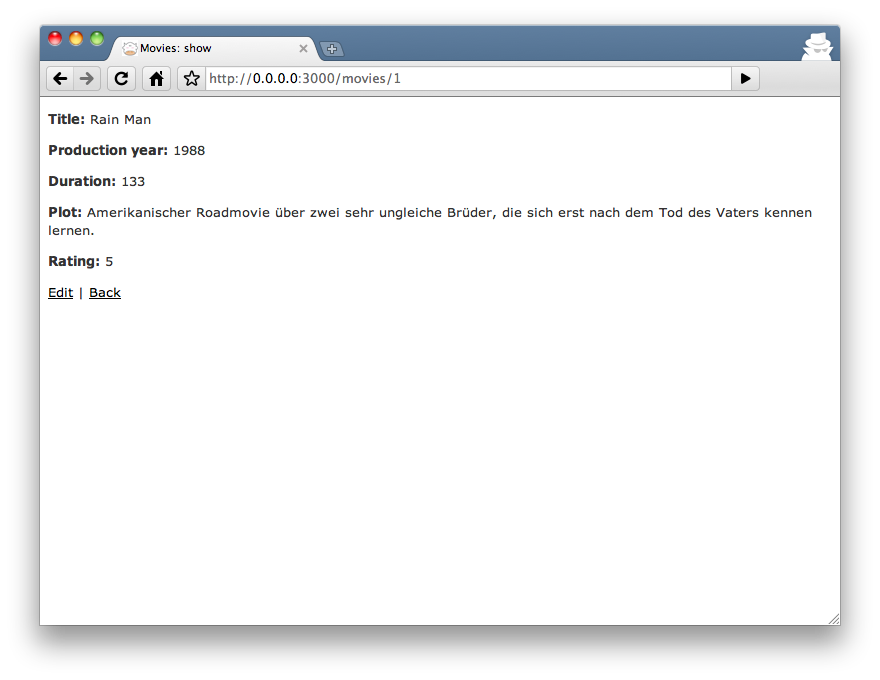 Movies: show
http://0.0.0.0:3000/movies/1
Title: Rain Man
Production year: 1988
Duration: 133
Plot: Amerikanischer Roadmovie über zwei sehr ungleiche Brüder, die sich erst nach dem Tod des Vaters kennen
lernen.
Rating: 5
Edit | Back